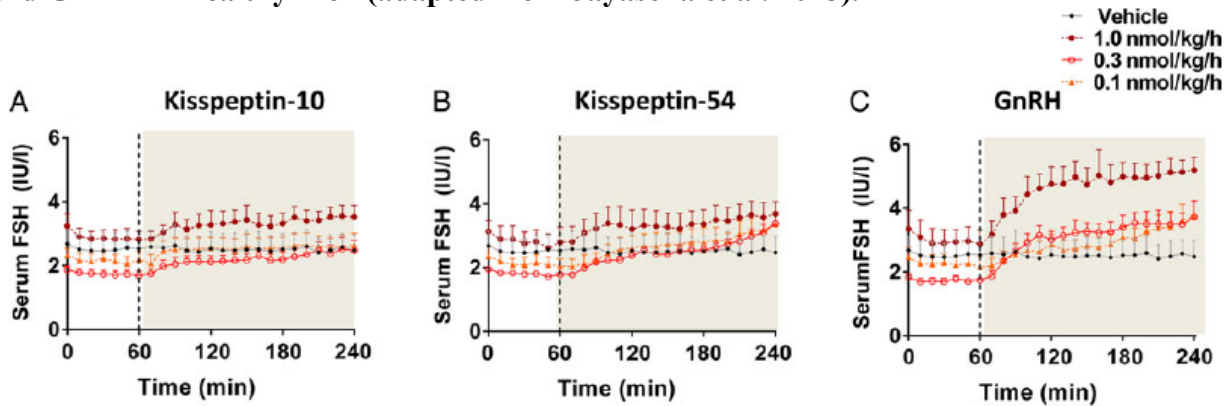 Vehicle
1.0 nmol/kg/h
0.3 nmol/kg/h
0.1 nmol/kg/h
A Kisspeptin-10
Serum FSH (IU/l)
6
4
2
0
0 60 120 180 240
Time (min)
B Kisspeptin-54
Serum FSH (IU/l)
6
4
2
0
0 60 120 180 240
Time (min)
C GnRH
SerumFSH (IU/l)
6
4
2
0
0 60 120 180 240
Time (min)